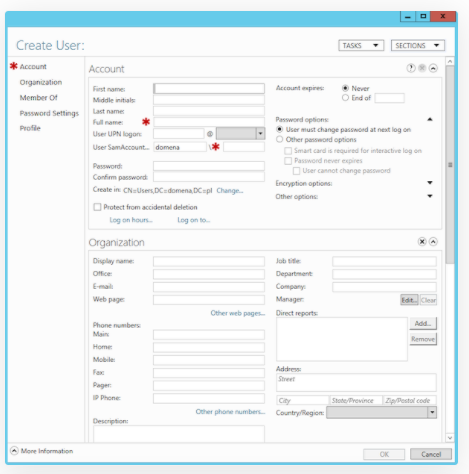 Create User:
TASKS
SECTIONS
Account
Organization
Member Of
Password Settings
Profile
Account
First name:
Middle initials:
Last name:
Full name:
User UPN logon:
@
User SamAccount...
domena
\
Password:
Confirm password:
Create in: CN=Users,DC=domena,DC=pl Change...
Protect from accidental deletion
Log on hours...
Log on to...
Account expires:
Never
End of
Password options:
User must change password at next log on
Other password options
Smart card is required for interactive log on
Password never expires
User cannot change password
Encryption options:
Other options:
Organization
Display name:
Office:
E-mail:
Web page:
Other web pages...
Phone numbers:
Main:
Home:
Mobile:
Fax:
Pager:
IP Phone:
Other phone numbers...
Description:
Job title:
Department:
Company:
Manager:
Edit...
Clear
Direct reports:
Add...
Remove
Address:
Street
City
State/Province
Zip/Postal code
Country/Region:
More Information
OK
Cancel